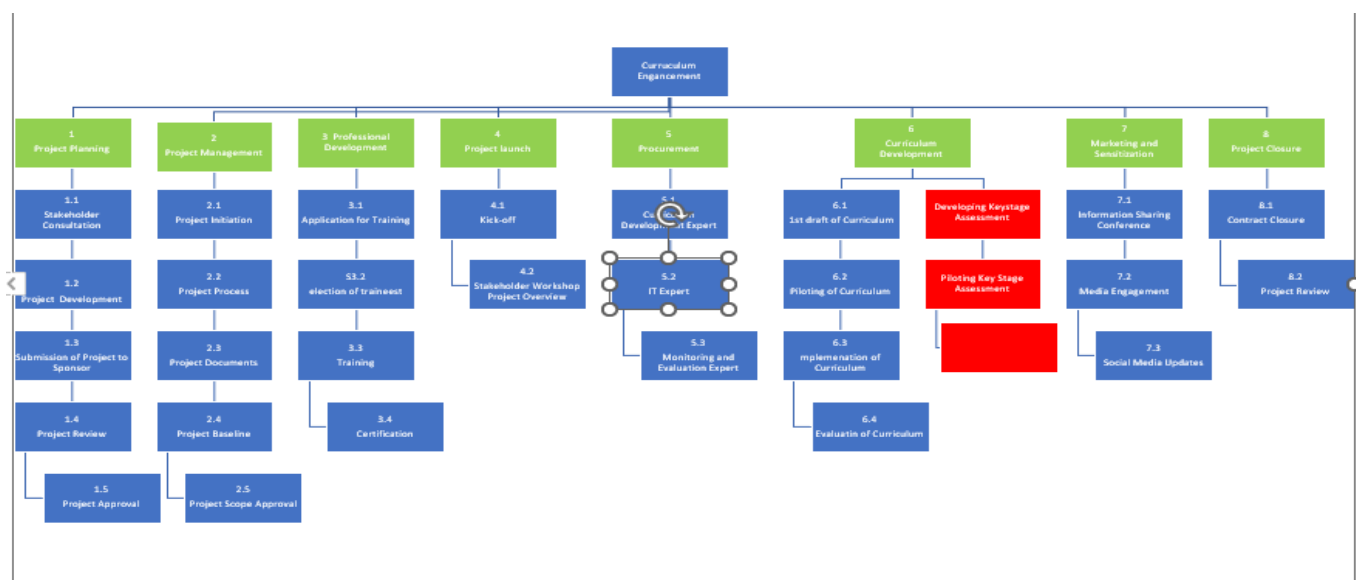 Curruculum
Engancement
1
Project Planning
2
Project Management
3 Professional
Development
4
Project launch
5
Procurement
6
Curriculum
Development
7
Marketing and
Sensitization
8
Project Closure
1.1
Stakeholder
Consultation
2.1
Project Initiation
3.1
Application for Training
4.1
Kick-off
5.1
Expert
6.1
1st draft of Curriculum
Developing Keystage
Assessment
7.1
Information Sharing
Conference
8.1
Contract Closure
1.2
Project Development
2.2
Project Process
S3.2
election of traineest
4.2
Stakeholder Workshop
Project Overview
5.2
IT Expert
6.2
Piloting of Curriculum
Piloting Key Stage
Assessment
7.2
Media Engagement
8.2
Project Review
1.3
Submission of Project to
Sponsor
2.3
Project Documents
3.3
Training
5.3
Monitoring and
Evaluation Expert
6.3
mplemenation of
Curriculum
7.3
Social Media Updates
1.4
Project Review
2.4
Project Baseline
3.4
Certification
6.4
Evaluatin of Curriculum
1.5
Project Approval
2.5
Project Scope Approval